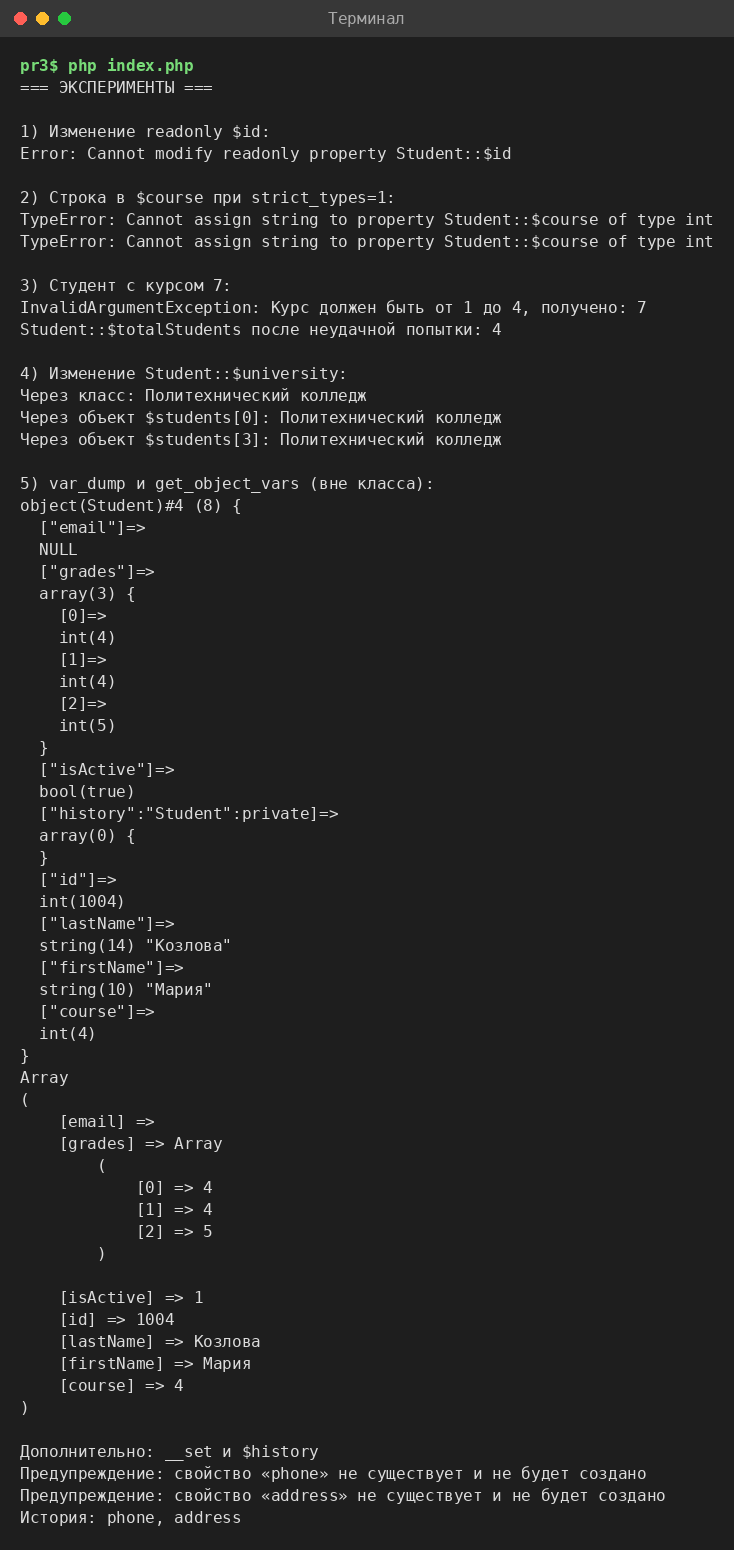 Терминал
pr3$ php index.php
=== ЭКСПЕРИМЕНТЫ ===
1) Изменение readonly $id:
Error: Cannot modify readonly property Student::$id
2) Строка в $course при strict_types=1:
TypeError: Cannot assign string to property Student::$course of type int
TypeError: Cannot assign string to property Student::$course of type int
3) Студент с курсом 7:
InvalidArgumentException: Курс должен быть от 1 до 4, получено: 7
Student::$totalStudents после неудачной попытки: 4
4) Изменение Student::$university:
Через класс: Политехнический колледж
Через объект $students[0]: Политехнический колледж
Через объект $students[3]: Политехнический колледж
5) var_dump и get_object_vars (вне класса):
object(Student)#4 (8) {
  ["email"]=>
  NULL
  ["grades"]=>
  array(3) {
    [0]=>
    int(4)
    [1]=>
    int(4)
    [2]=>
    int(5)
  }
  ["isActive"]=>
  bool(true)
  ["history":"Student":private]=>
  array(0) {
  }
  ["id"]=>
  int(1004)
  ["lastName"]=>
  string(14) "Козлова"
  ["firstName"]=>
  string(10) "Мария"
  ["course"]=>
  int(4)
}
Array
(
    [email] =>
    [grades] => Array
        (
            [0] => 4
            [1] => 4
            [2] => 5
        )
    [isActive] => 1
    [id] => 1004
    [lastName] => Козлова
    [firstName] => Мария
    [course] => 4
)
Дополнительно: __set и $history
Предупреждение: свойство «phone» не существует и не будет создано
Предупреждение: свойство «address» не существует и не будет создано
История: phone, address